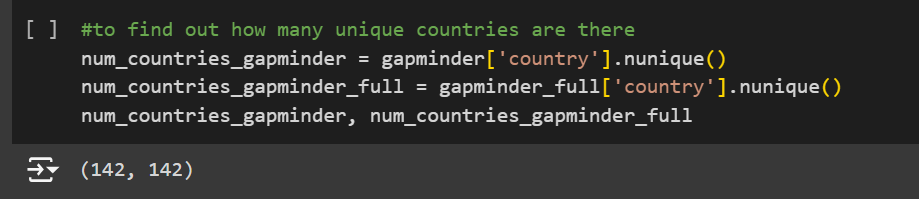 [ ] #to find out how many unique countries are there
num_countries_gapminder = gapminder['country'].nunique()
num_countries_gapminder_full = gapminder_full['country'].nunique()
num_countries_gapminder, num_countries_gapminder_full
(142, 142)